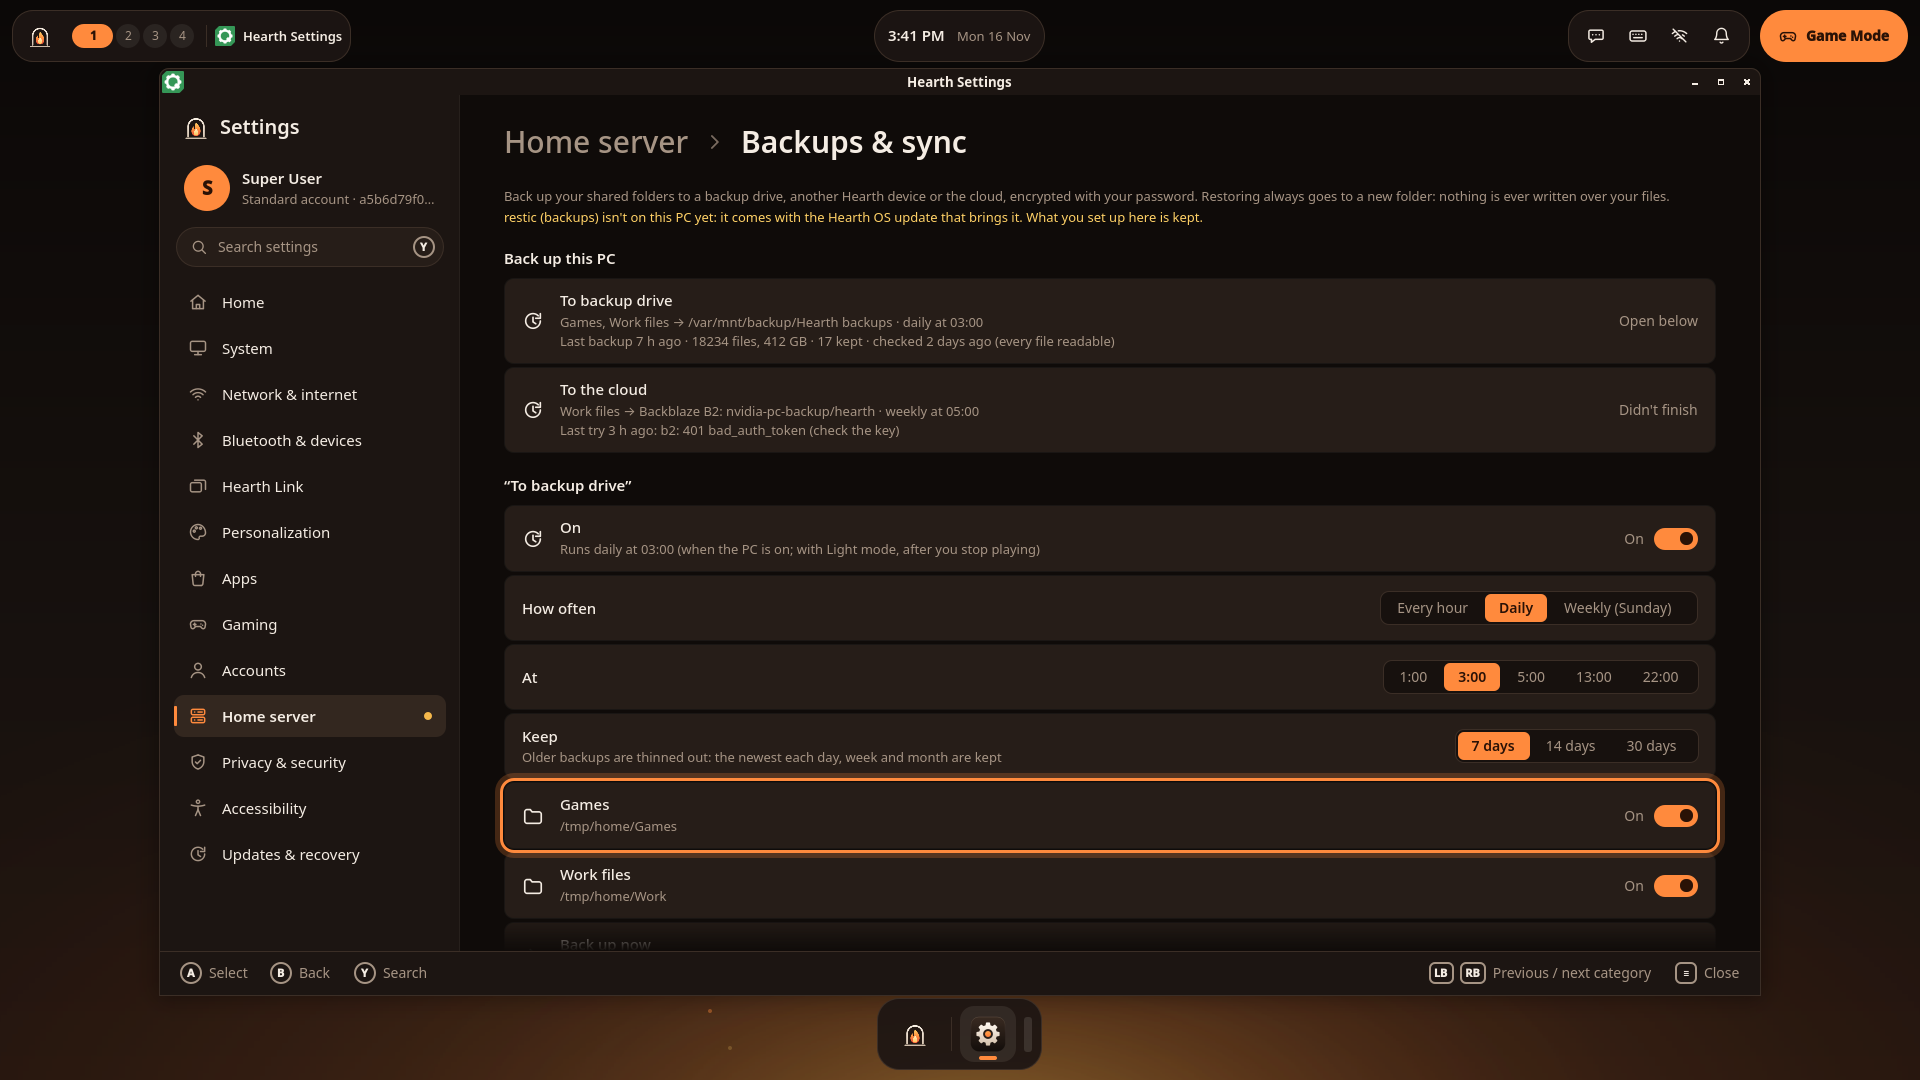 1 2 3 4 Hearth Settings
3:41 PM Mon 16 Nov
Game Mode
Hearth Settings
Settings
S
Super User
Standard account · a5b6d79f0...
Search settings Y
Home
System
Network & internet
Bluetooth & devices
Hearth Link
Personalization
Apps
Gaming
Accounts
Home server
Privacy & security
Accessibility
Updates & recovery
Home server > Backups & sync
Back up your shared folders to a backup drive, another Hearth device or the cloud, encrypted with your password. Restoring always goes to a new folder: nothing is ever written over your files.
restic (backups) isn't on this PC yet: it comes with the Hearth OS update that brings it. What you set up here is kept.
Back up this PC
To backup drive
Games, Work files → /var/mnt/backup/Hearth backups · daily at 03:00
Last backup 7 h ago · 18234 files, 412 GB · 17 kept · checked 2 days ago (every file readable)
Open below
To the cloud
Work files → Backblaze B2: nvidia-pc-backup/hearth · weekly at 05:00
Last try 3 h ago: b2: 401 bad_auth_token (check the key)
Didn't finish
“To backup drive”
On
Runs daily at 03:00 (when the PC is on; with Light mode, after you stop playing)
On
How often
Every hour Daily Weekly (Sunday)
At
1:00 3:00 5:00 13:00 22:00
Keep
Older backups are thinned out: the newest each day, week and month are kept
7 days 14 days 30 days
Games
/tmp/home/Games
On
Work files
/tmp/home/Work
On
Back up now
A Select B Back Y Search
LB RB Previous / next category ≡ Close